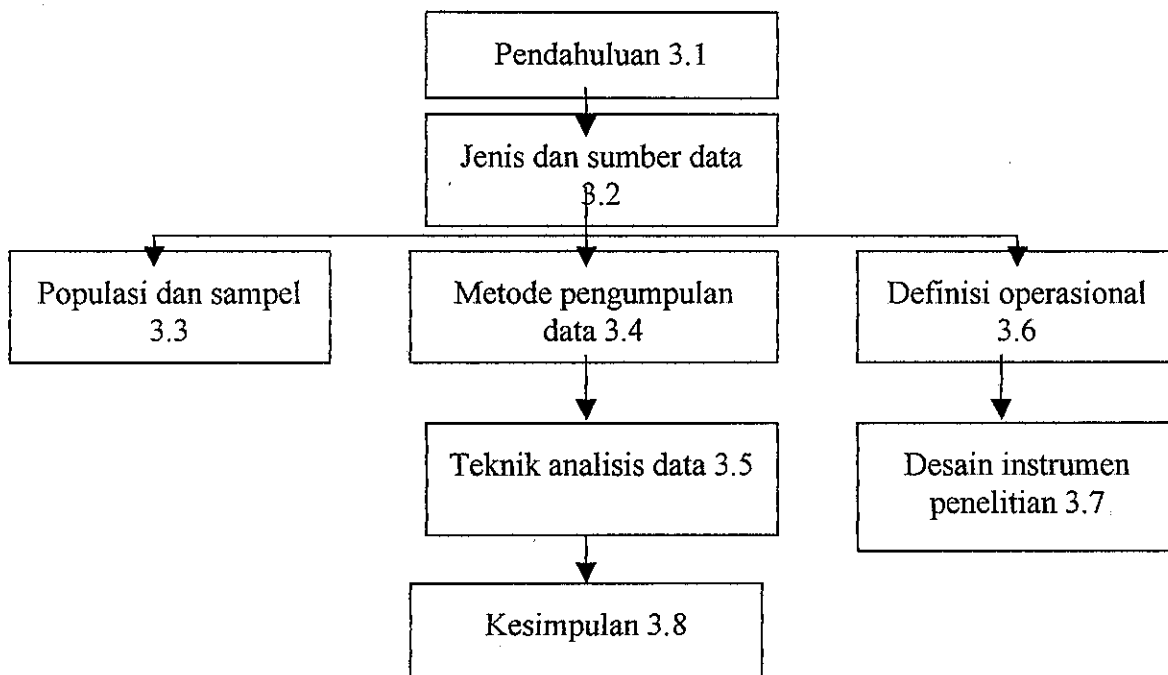 Pendahuluan 3.1
Jenis dan sumber data
3.2
Populasi dan sampel
3.3
Metode pengumpulan
data 3.4
Definisi operasional
3.6
Teknik analisis data 3.5
Desain instrumen
penelitian 3.7
Kesimpulan 3.8